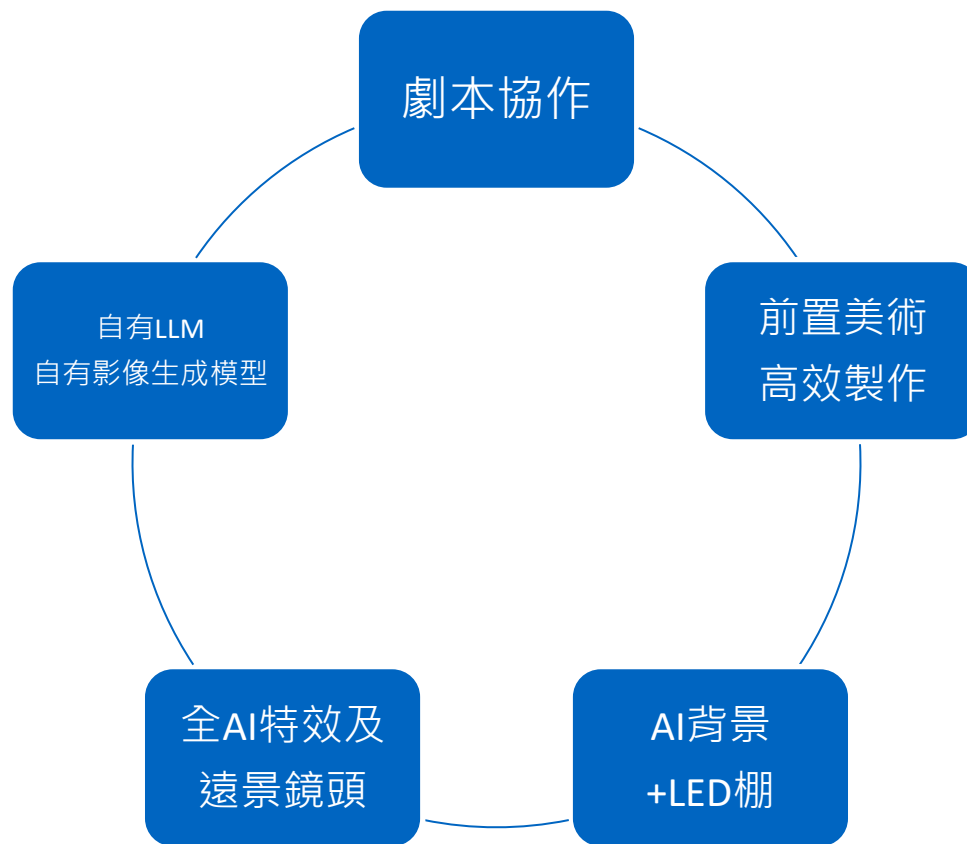 劇本協作
前置美術
高效製作
AI背景
+LED棚
全AI特效及
遠景鏡頭
自有LLM
自有影像生成模型